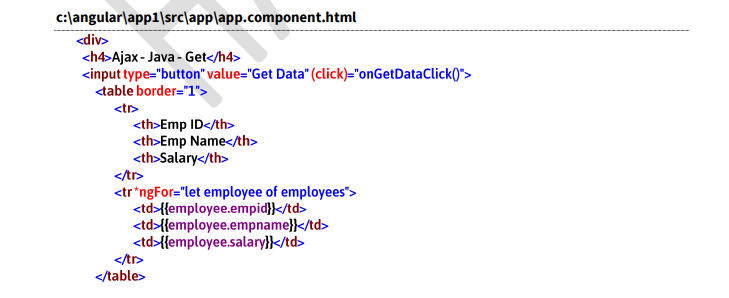 c:\angular\app1\src\app\app.component.html
<div>
<h4>Ajax - Java - Get</h4>
<input type="button" value="Get Data" (click)="onGetDataClick()">
<table border="1">
<tr>
<th>Emp ID</th>
<th>Emp Name</th>
<th>Salary</th>
</tr>
<tr *ngFor="let employee of employees">
<td>{{employee.empid}}</td>
<td>{{employee.empname}}</td>
<td>{{employee.salary}}</td>
</tr>
</table>